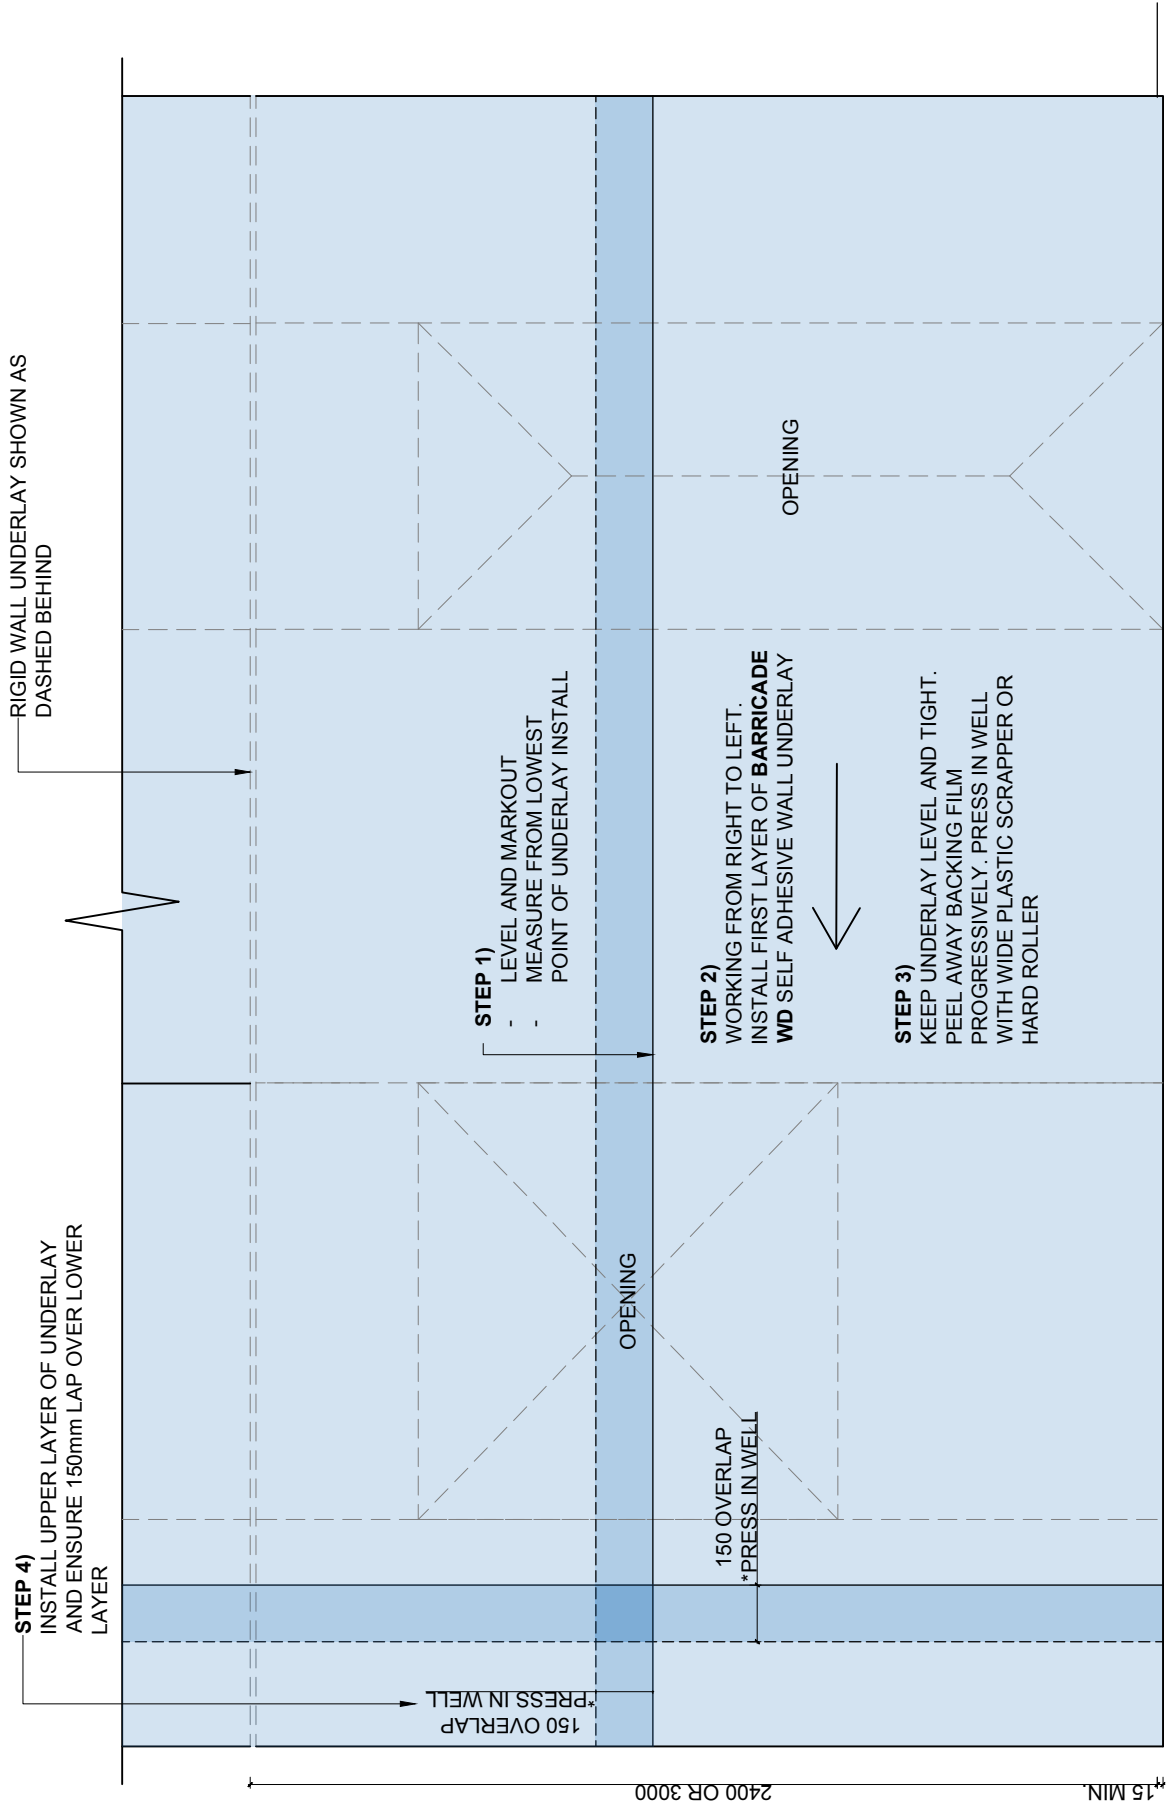 STEP 4)
INSTALL UPPER LAYER OF UNDERLAY
AND ENSURE 150mm LAP OVER LOWER
LAYER
RIGID WALL UNDERLAY SHOWN AS
DASHED BEHIND
STEP 1)
- LEVEL AND MARKOUT
- MEASURE FROM LOWEST
POINT OF UNDERLAY INSTALL
STEP 2)
WORKING FROM RIGHT TO LEFT.
INSTALL FIRST LAYER OF BARRICADE
WD SELF ADHESIVE WALL UNDERLAY
STEP 3)
KEEP UNDERLAY LEVEL AND TIGHT.
PEEL AWAY BACKING FILM
PROGRESSIVELY. PRESS IN WELL
WITH WIDE PLASTIC SCRAPPER OR
HARD ROLLER
OPENING
OPENING
150 OVERLAP
*PRESS IN WELL
150 OVERLAP
*PRESS IN WELL
2400 OR 3000
15 MIN.